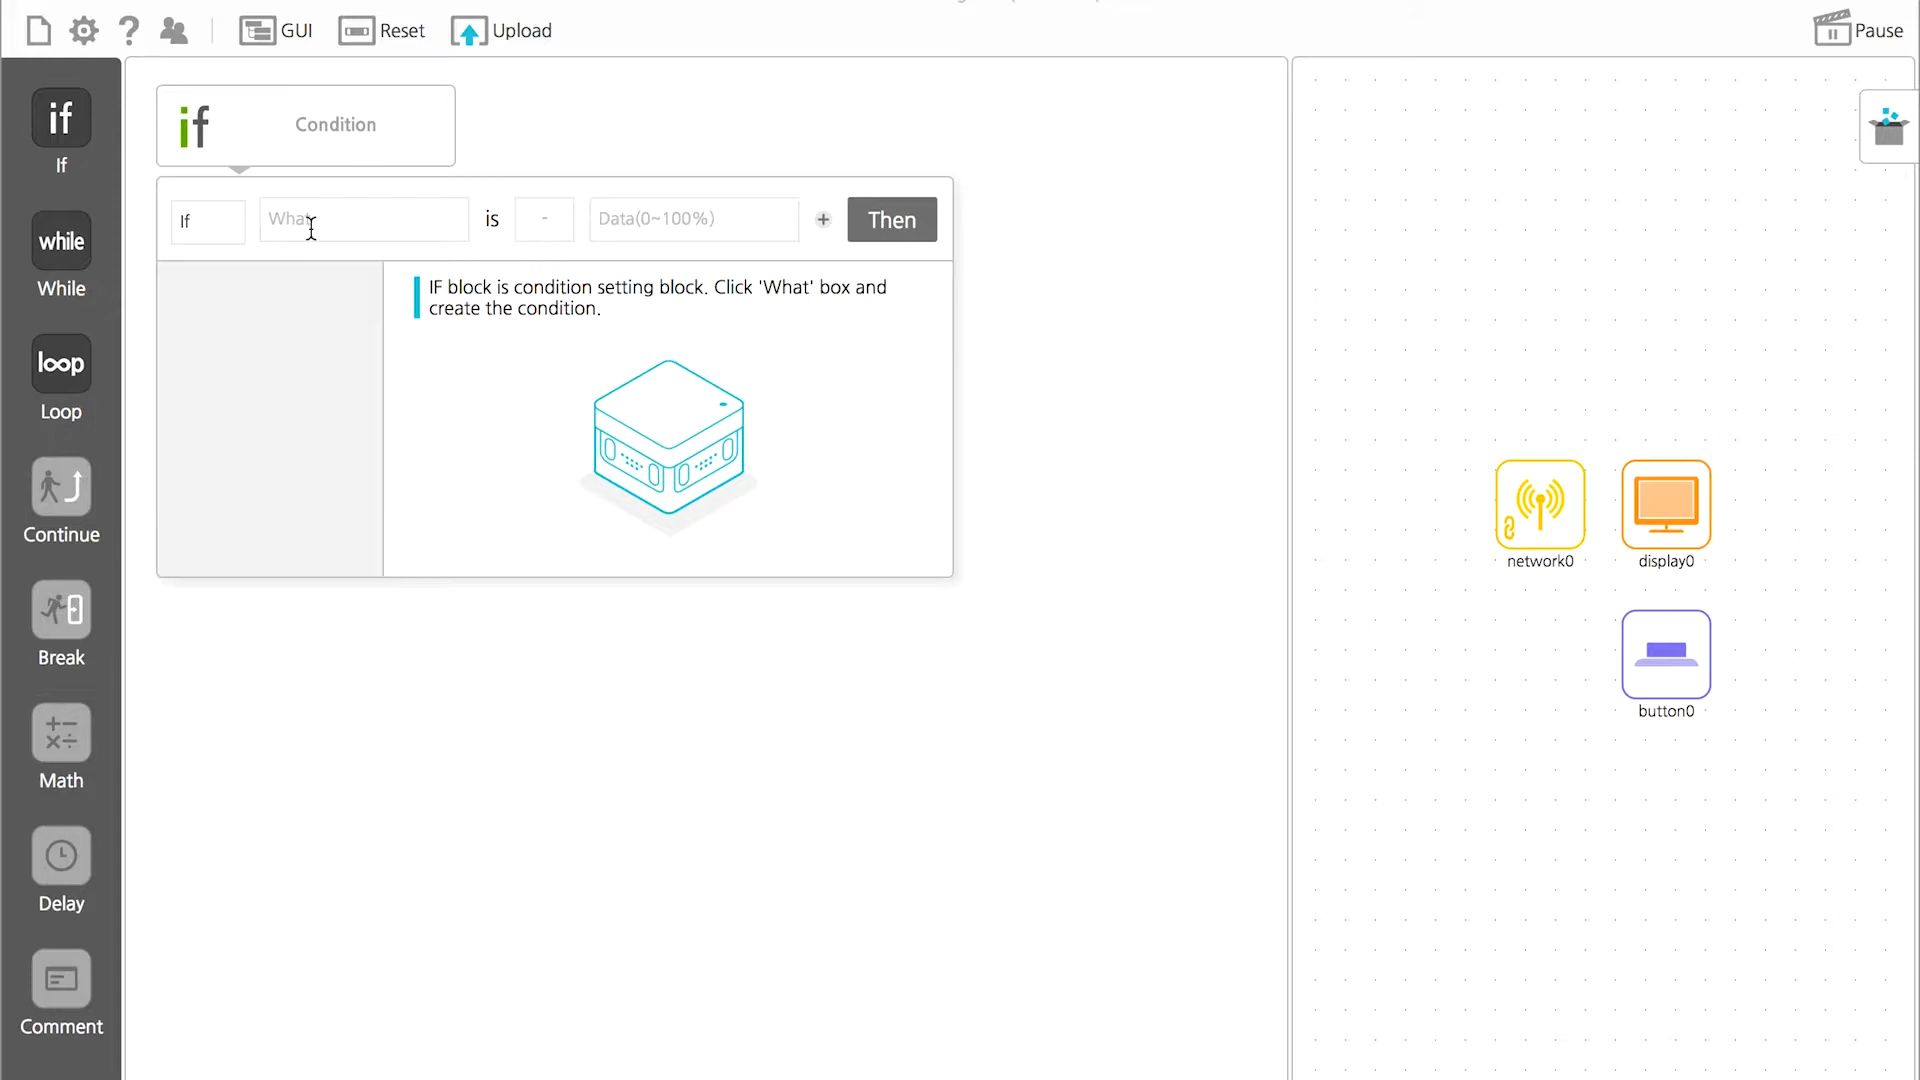 GUI
Reset
Upload
Pause
if
If
while
While
loop
Loop
Continue
Break
Math
Delay
Comment
if Condition
If What is - Data(0~100%) + Then
IF block is condition setting block. Click 'What' box and
create the condition.
network0
display0
button0